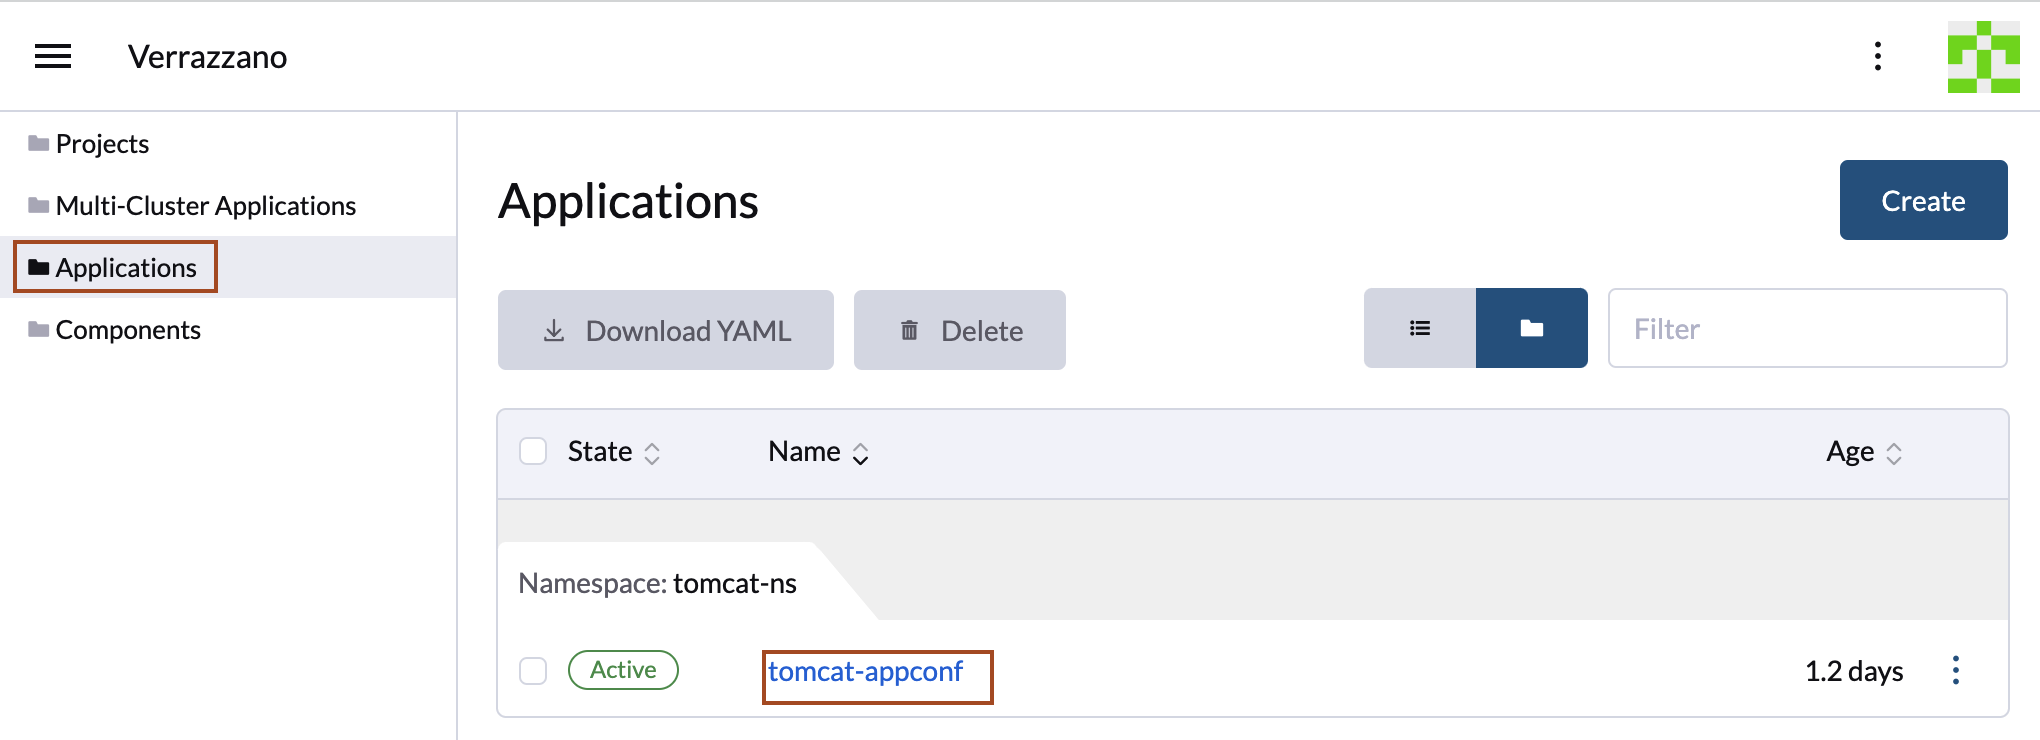 Verrazzano
Projects
Multi-Cluster Applications
Applications
Components
Applications
Create
Download YAML
Delete
Filter
State Name Age
Namespace: tomcat-ns
Active tomcat-appconf 1.2 days